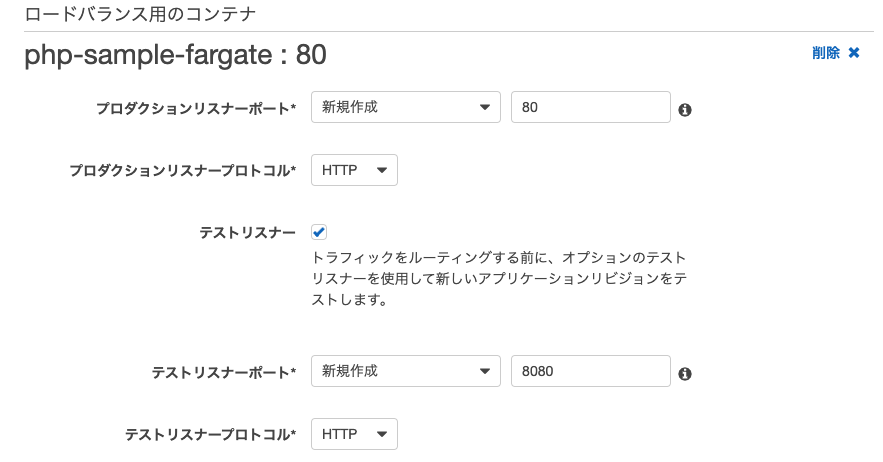 ロードバランス用のコンテナ
php-sample-fargate : 80
削除 ✖
プロダクションリスナーポート*
新規作成
80
プロダクションリスナープロトコル*
HTTP
テストリスナー
トラフィックをルーティングする前に、オプションのテスト
リスナーを使用して新しいアプリケーションリビジョンをテ
ストします。
テストリスナーポート*
新規作成
8080
テストリスナープロトコル*
HTTP